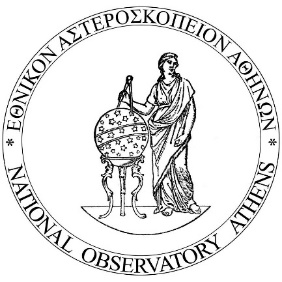 * ΕΘΝΙΚΟΝ ΑΣΤΕΡΟΣΚΟΠΕΙΟΝ ΑΘΗΝΩΝ *
NATIONAL OBSERVATORY ATHENS